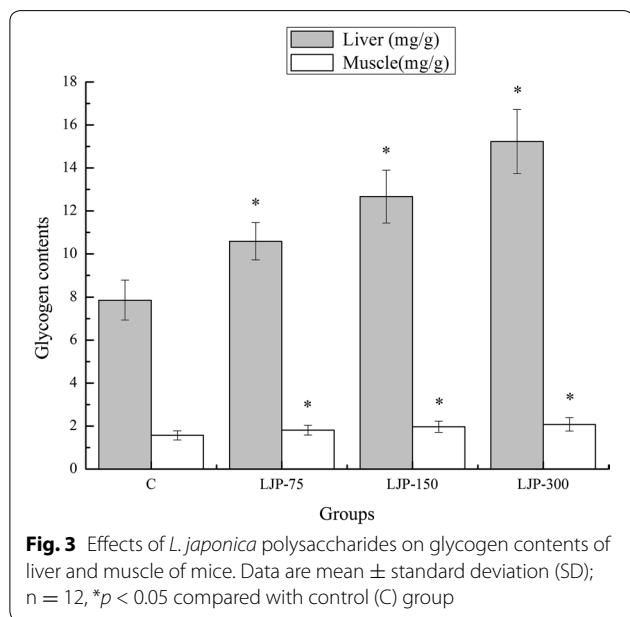 Liver (mg/g)
Muscle(mg/g)
18
16
14
12
10
8
6
4
2
0
Glycogen contents
* * *
* * *
C LJP-75 LJP-150 LJP-300
Groups
Fig. 3 Effects of L. japonica polysaccharides on glycogen contents of
liver and muscle of mice. Data are mean ± standard deviation (SD);
n = 12, *p < 0.05 compared with control (C) group